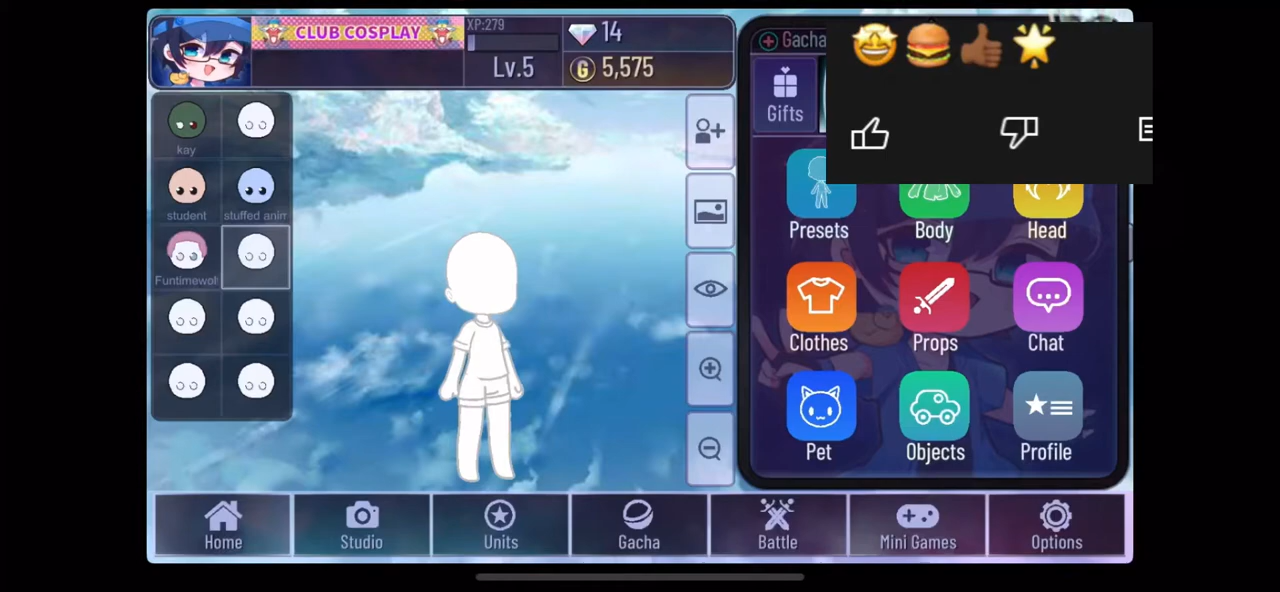 CLUB COSPLAY
XP:279
Lv.5
14
5,575
kay
student
stuffed anim
Funtimewol
Gacha
Gifts
Presets
Body
Head
Clothes
Props
Chat
Pet
Objects
Profile
Home
Studio
Units
Gacha
Battle
Mini Games
Options